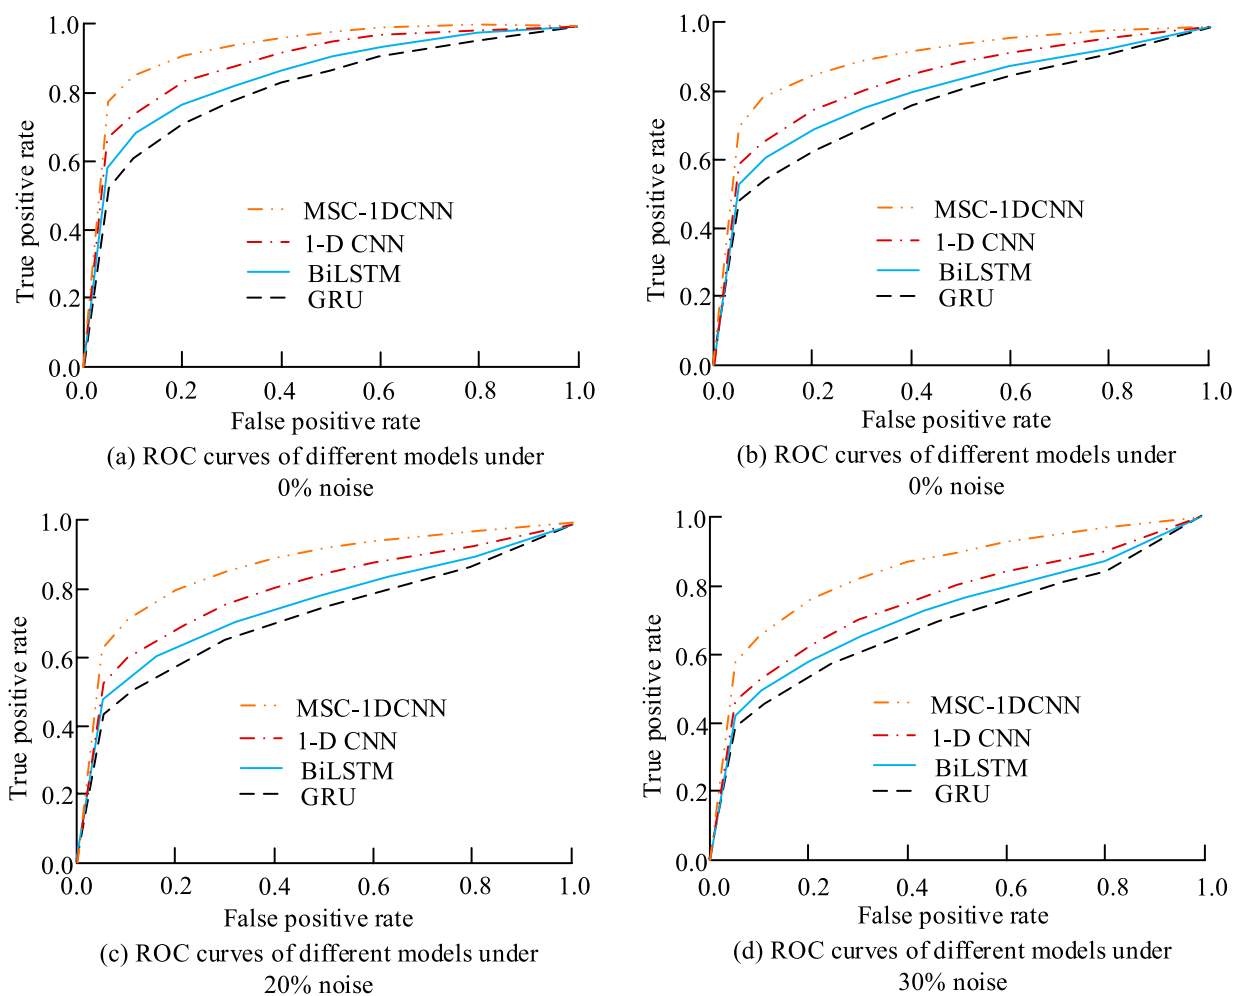 1.0
0.8
0.6
0.4
0.2
0.0
True positive rate
MSC-1DCNN
1-D CNN
BiLSTM
GRU
0.0 0.2 0.4 0.6 0.8 1.0
False positive rate
(a) ROC curves of different models under
0% noise
1.0
0.8
0.6
0.4
0.2
0.0
True positive rate
MSC-1DCNN
1-D CNN
BiLSTM
GRU
0.0 0.2 0.4 0.6 0.8 1.0
False positive rate
(b) ROC curves of different models under
0% noise
1.0
0.8
0.6
0.4
0.2
0.0
True positive rate
MSC-1DCNN
1-D CNN
BiLSTM
GRU
0.0 0.2 0.4 0.6 0.8 1.0
False positive rate
(c) ROC curves of different models under
20% noise
1.0
0.8
0.6
0.4
0.2
0.0
True positive rate
MSC-1DCNN
1-D CNN
BiLSTM
GRU
0.0 0.2 0.4 0.6 0.8 1.0
False positive rate
(d) ROC curves of different models under
30% noise